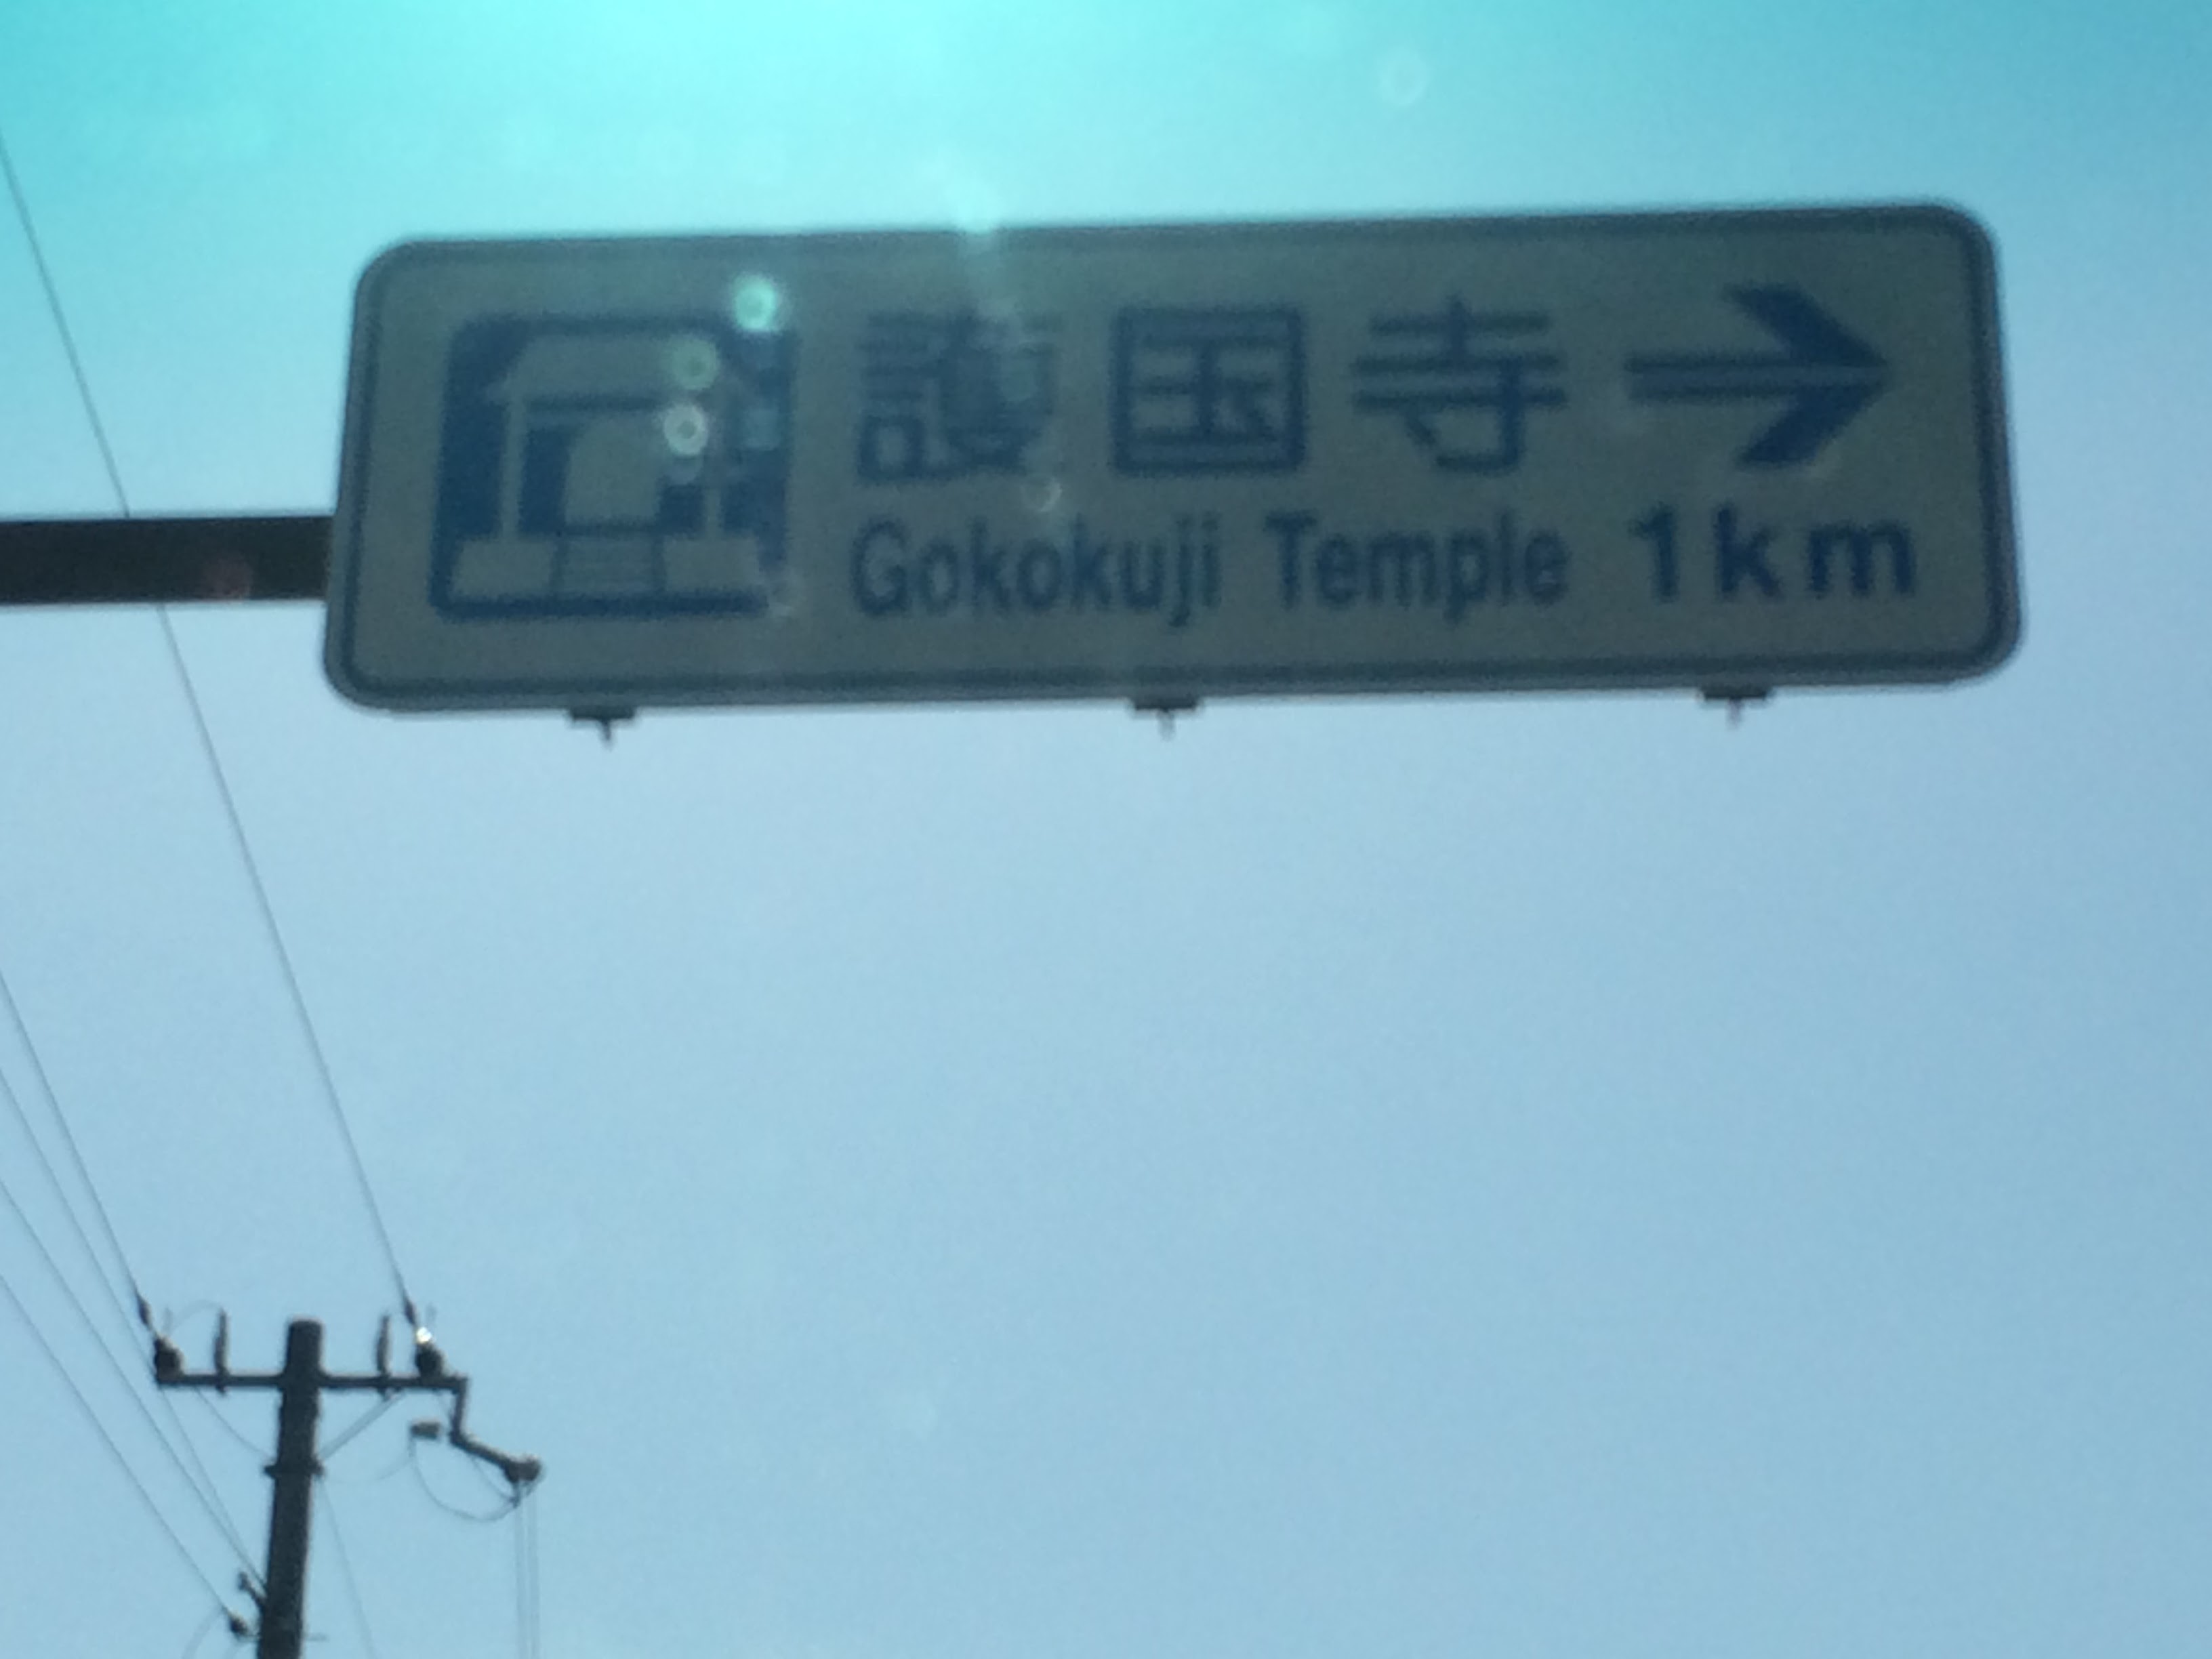 護国寺 →
Gokokuji Temple 1km